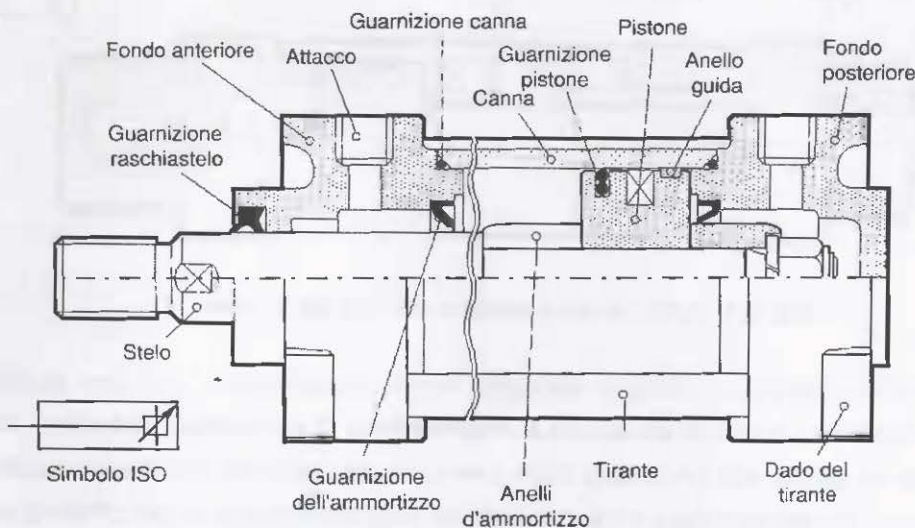 Guarnizione canna
Pistone
Fondo anteriore
Attacco
Guarnizione
pistone
Anello
guida
Fondo
posteriore
Canna
Guarnizione
raschiastelo
Stelo
Simbolo ISO
Guarnizione
dell'ammortizzo
Anelli
d'ammortizzo
Tirante
Dado del
tirante